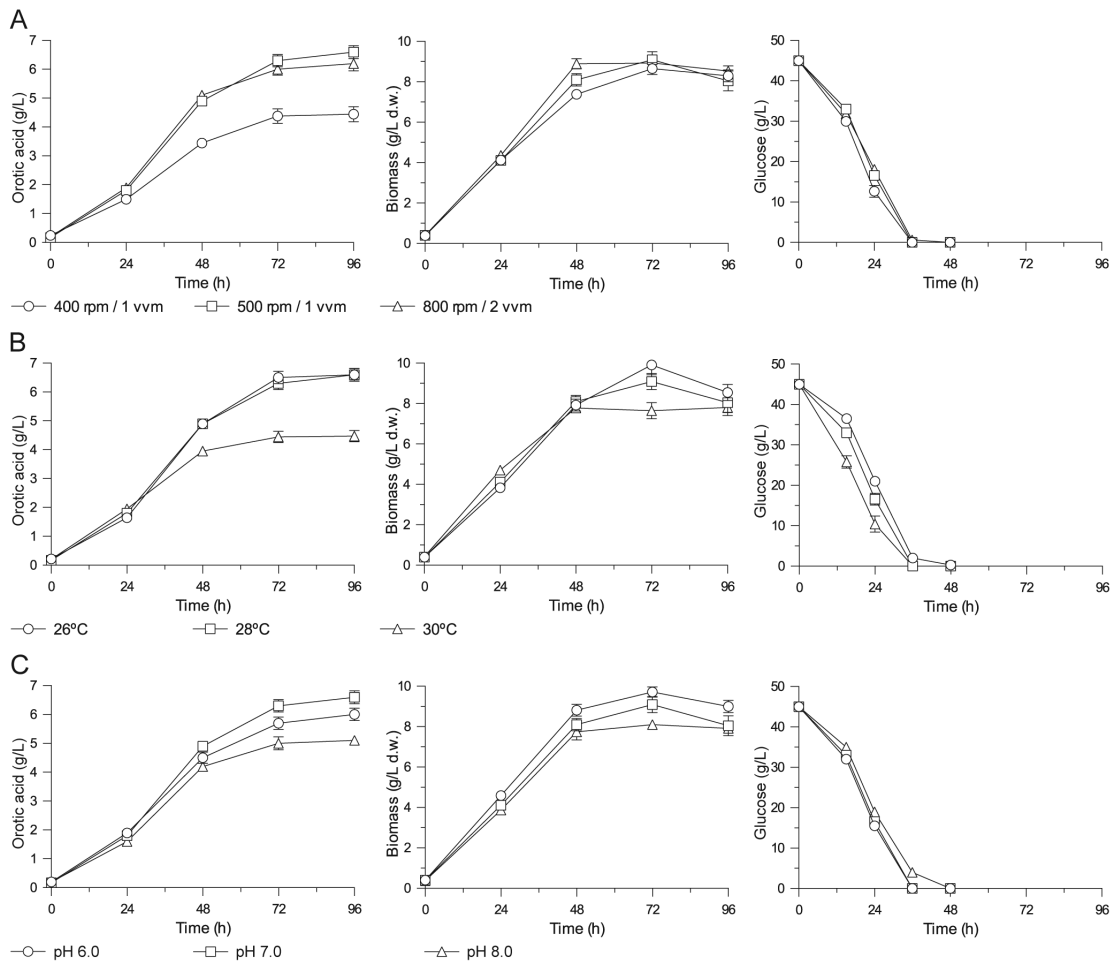 A
Orotic acid (g/L)
7
6
5
4
3
2
1
0
0 24 48 72 96
Time (h)
Biomass (g/L d.w.)
10
8
6
4
2
0
0 24 48 72 96
Time (h)
Glucose (g/L)
50
40
30
20
10
0
0 24 48 72 96
Time (h)
400 rpm / 1 vvm 500 rpm / 1 vvm 800 rpm / 2 vvm
B
Orotic acid (g/L)
7
6
5
4
3
2
1
0
0 24 48 72 96
Time (h)
Biomass (g/L d.w.)
10
8
6
4
2
0
0 24 48 72 96
Time (h)
Glucose (g/L)
50
40
30
20
10
0
0 24 48 72 96
Time (h)
26ºC 28ºC 30ºC
C
Orotic acid (g/L)
7
6
5
4
3
2
1
0
0 24 48 72 96
Time (h)
Biomass (g/L d.w.)
10
8
6
4
2
0
0 24 48 72 96
Time (h)
Glucose (g/L)
50
40
30
20
10
0
0 24 48 72 96
Time (h)
pH 6.0 pH 7.0 pH 8.0